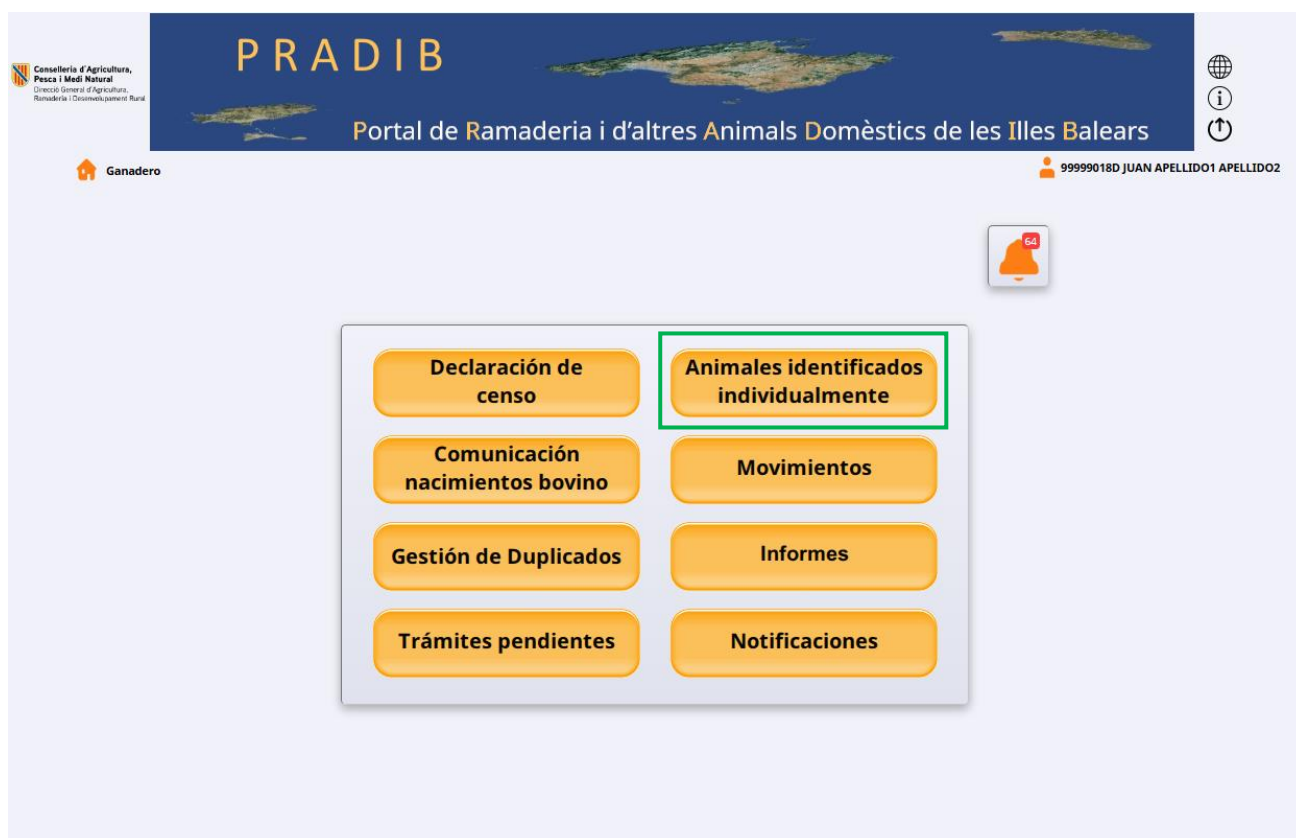 PRADIB
Conselleria d'Agricultura,
Pesca i Medi Natural
Direcció General d'Agricultura,
Ramaderia i Desenvolupament Rural
Portal de Ramaderia i d'altres Animals Domèstics de les Illes Balears
Ganadero
99999018D JUAN APELLIDO1 APELLIDO2
64
Declaración de
censo
Animales identificados
individualmente
Comunicación
nacimientos bovino
Movimientos
Gestión de Duplicados
Informes
Trámites pendientes
Notificaciones